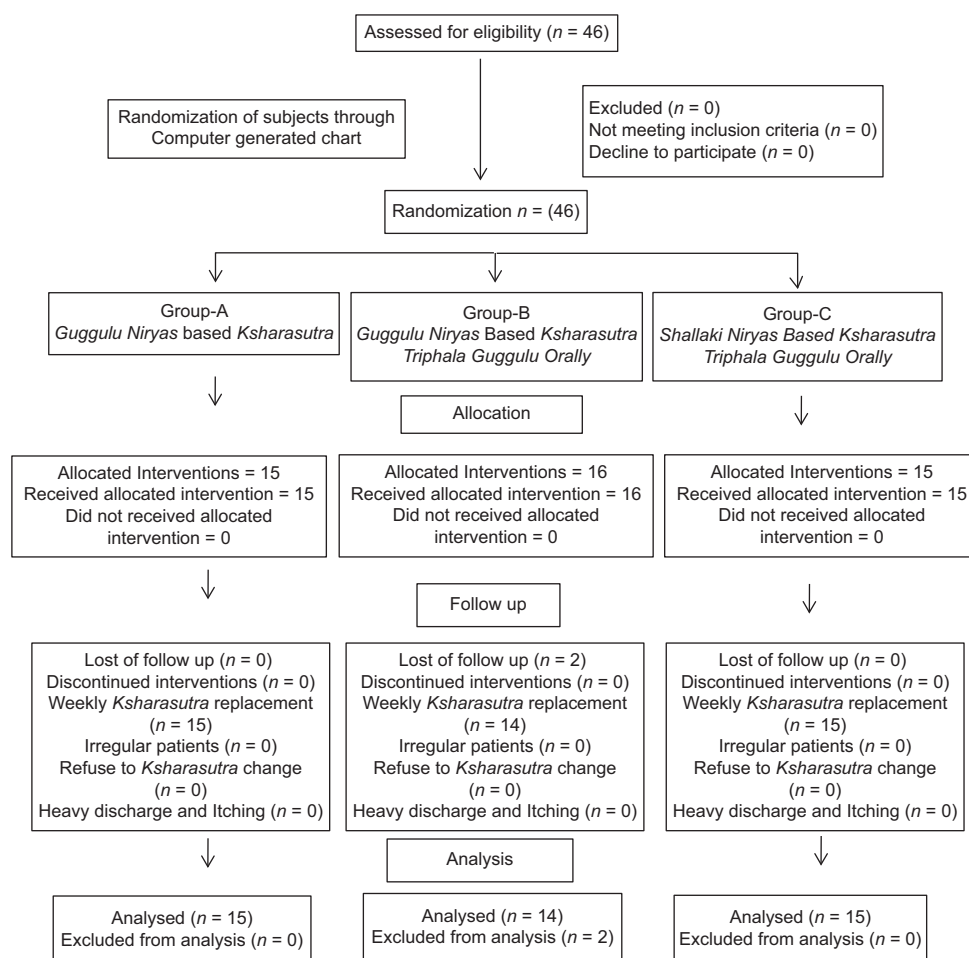 Assessed for eligibility (n = 46)
Randomization of subjects through
Computer generated chart
Excluded (n = 0)
Not meeting inclusion criteria (n = 0)
Decline to participate (n = 0)
Randomization n = (46)
Group-A
Guggulu Niryas based Ksharasutra
Group-B
Guggulu Niryas Based Ksharasutra
Triphala Guggulu Orally
Group-C
Shallaki Niryas Based Ksharasutra
Triphala Guggulu Orally
Allocation
Allocated Interventions = 15
Received allocated intervention = 15
Did not received allocated
intervention = 0
Allocated Interventions = 16
Received allocated intervention = 16
Did not received allocated
intervention = 0
Allocated Interventions = 15
Received allocated intervention = 15
Did not received allocated
intervention = 0
Follow up
Lost of follow up (n = 0)
Discontinued interventions (n = 0)
Weekly Ksharasutra replacement
(n = 15)
Irregular patients (n = 0)
Refuse to Ksharasutra change
(n = 0)
Heavy discharge and Itching (n = 0)
Lost of follow up (n = 2)
Discontinued interventions (n = 0)
Weekly Ksharasutra replacement
(n = 14)
Irregular patients (n = 0)
Refuse to Ksharasutra change
(n = 0)
Heavy discharge and Itching (n = 0)
Lost of follow up (n = 0)
Discontinued interventions (n = 0)
Weekly Ksharasutra replacement
(n = 15)
Irregular patients (n = 0)
Refuse to Ksharasutra change
(n = 0)
Heavy discharge and Itching (n = 0)
Analysis
Analysed (n = 15)
Excluded from analysis (n = 0)
Analysed (n = 14)
Excluded from analysis (n = 2)
Analysed (n = 15)
Excluded from analysis (n = 0)